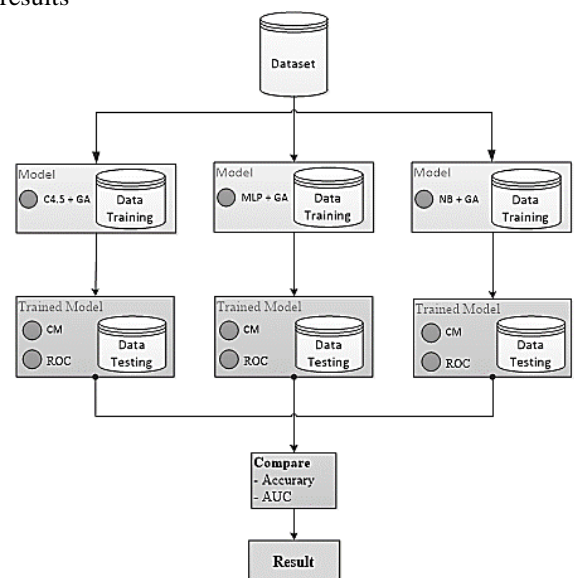 results
Dataset
Model
C4.5 + GA
Data
Training
Model
MLP + GA
Data
Training
Model
NB + GA
Data
Training
Trained Model
CM
ROC
Data
Testing
Trained Model
CM
ROC
Data
Testing
Trained Model
CM
ROC
Data
Testing
Compare
- Accurary
- AUC
Result